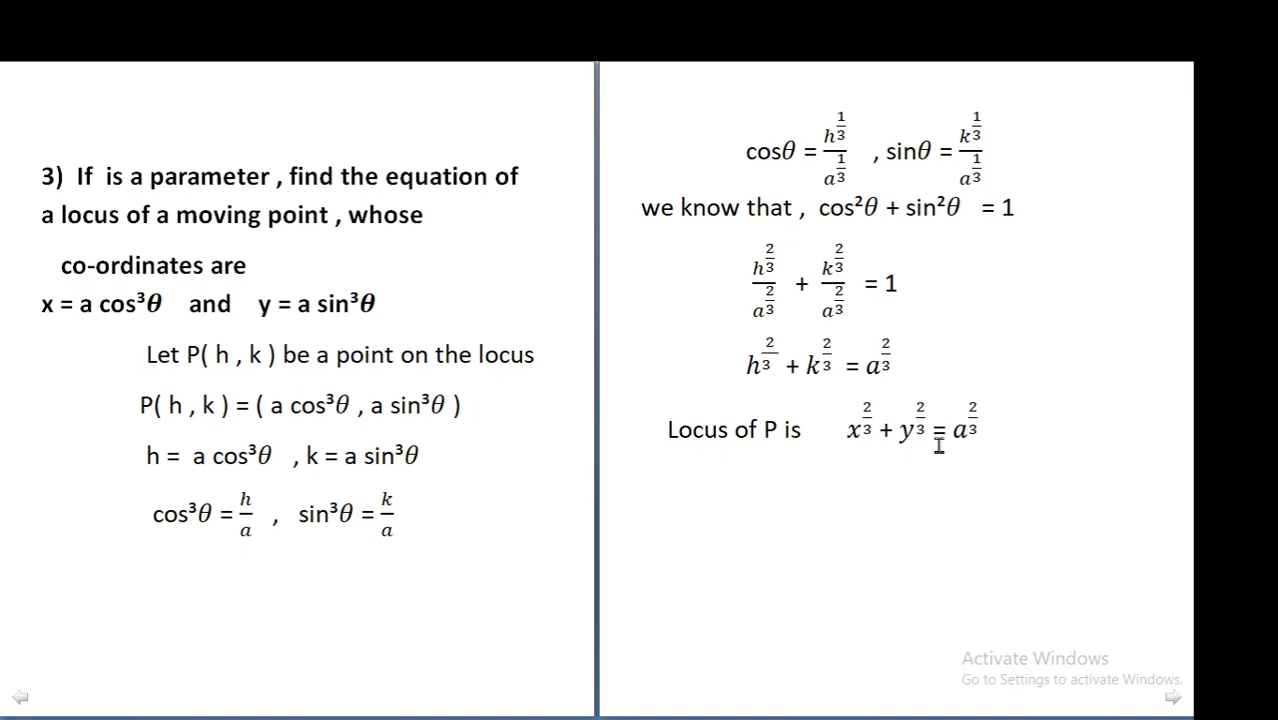 3) If is a parameter , find the equation of
a locus of a moving point , whose
co-ordinates are
x = a cos³θ and y = a sin³θ
Let P( h , k ) be a point on the locus
P( h , k ) = ( a cos³θ , a sin³θ )
h = a cos³θ , k = a sin³θ
cos³θ = h/a , sin³θ = k/a
cosθ = h^(1/3)/a^(1/3) , sinθ = k^(1/3)/a^(1/3)
we know that , cos²θ + sin²θ = 1
h^(2/3)/a^(2/3) + k^(2/3)/a^(2/3) = 1
h^(2/3) + k^(2/3) = a^(2/3)
Locus of P is x^(2/3) + y^(2/3) = a^(2/3)
Activate Windows
Go to Settings to activate Windows.